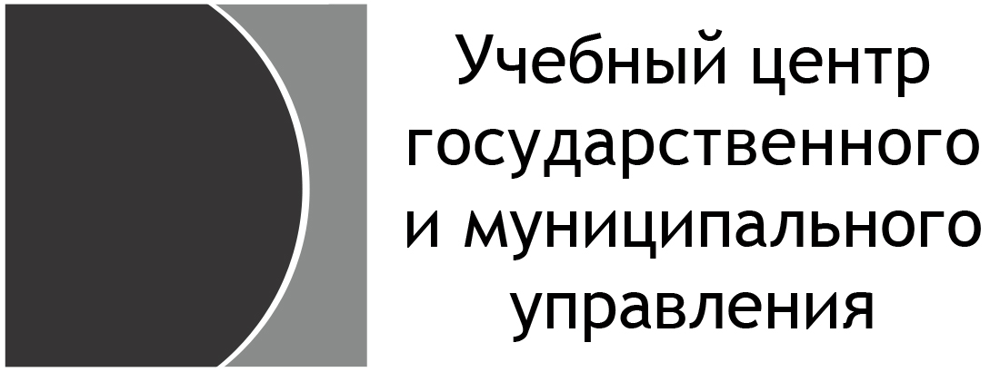 Учебный центр
государственного
и муниципального
управления